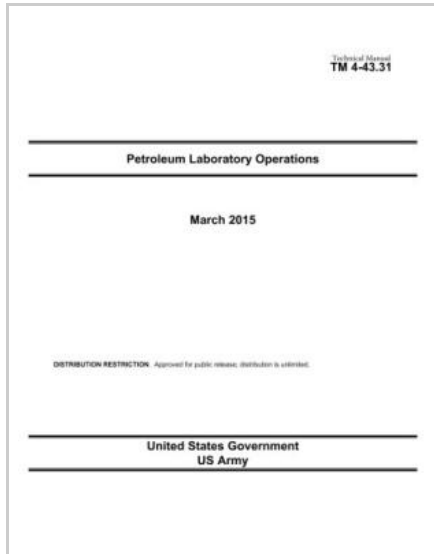 Technical Manual
TM 4-43.31
Petroleum Laboratory Operations
March 2015
DISTRIBUTION RESTRICTION: Approved for public release; distribution is unlimited.
United States Government
US Army